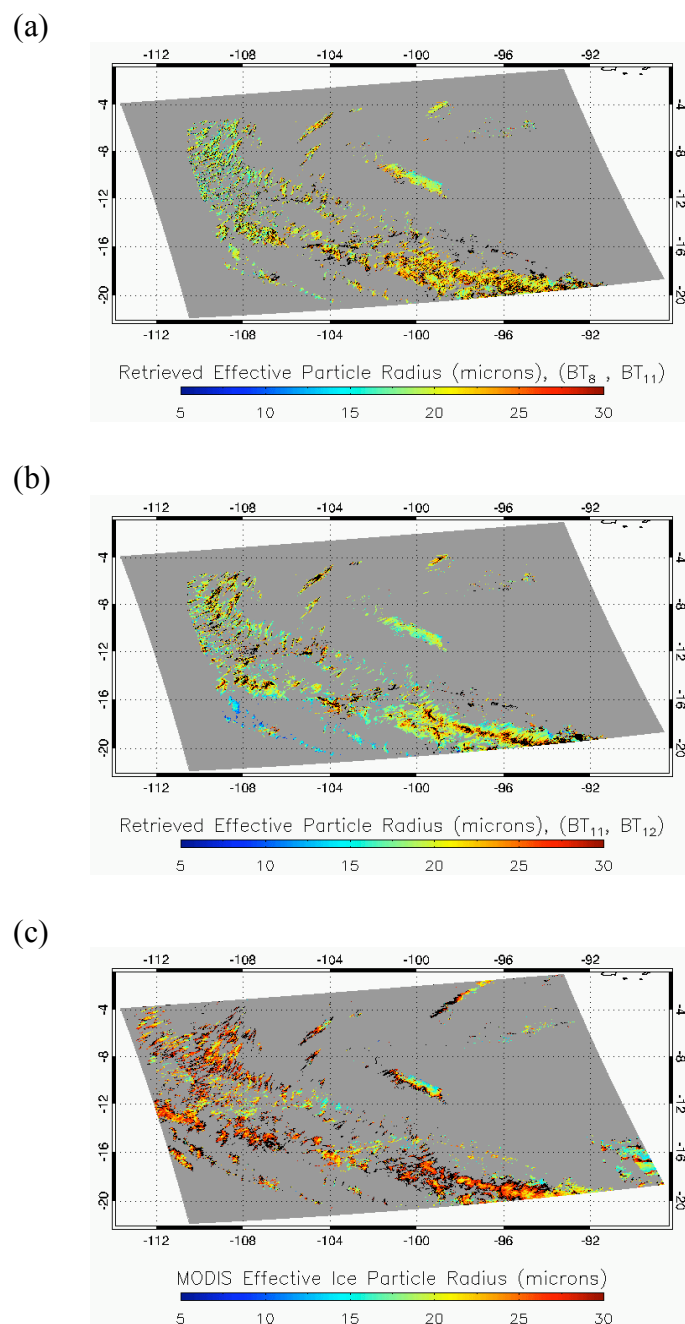 (a)
-112 -108 -104 -100 -96 -92
-4 -4
-8 -8
-12 -12
-16 -16
-20 -20
-112 -108 -104 -100 -96 -92
Retrieved Effective Particle Radius (microns), (BT₈ , BT₁₁)
5 10 15 20 25 30
(b)
-112 -108 -104 -100 -96 -92
-4 -4
-8 -8
-12 -12
-16 -16
-20 -20
-112 -108 -104 -100 -96 -92
Retrieved Effective Particle Radius (microns), (BT₁₁, BT₁₂)
5 10 15 20 25 30
(c)
-112 -108 -104 -100 -96 -92
-4 -4
-8 -8
-12 -12
-16 -16
-20 -20
-112 -108 -104 -100 -96 -92
MODIS Effective Ice Particle Radius (microns)
5 10 15 20 25 30